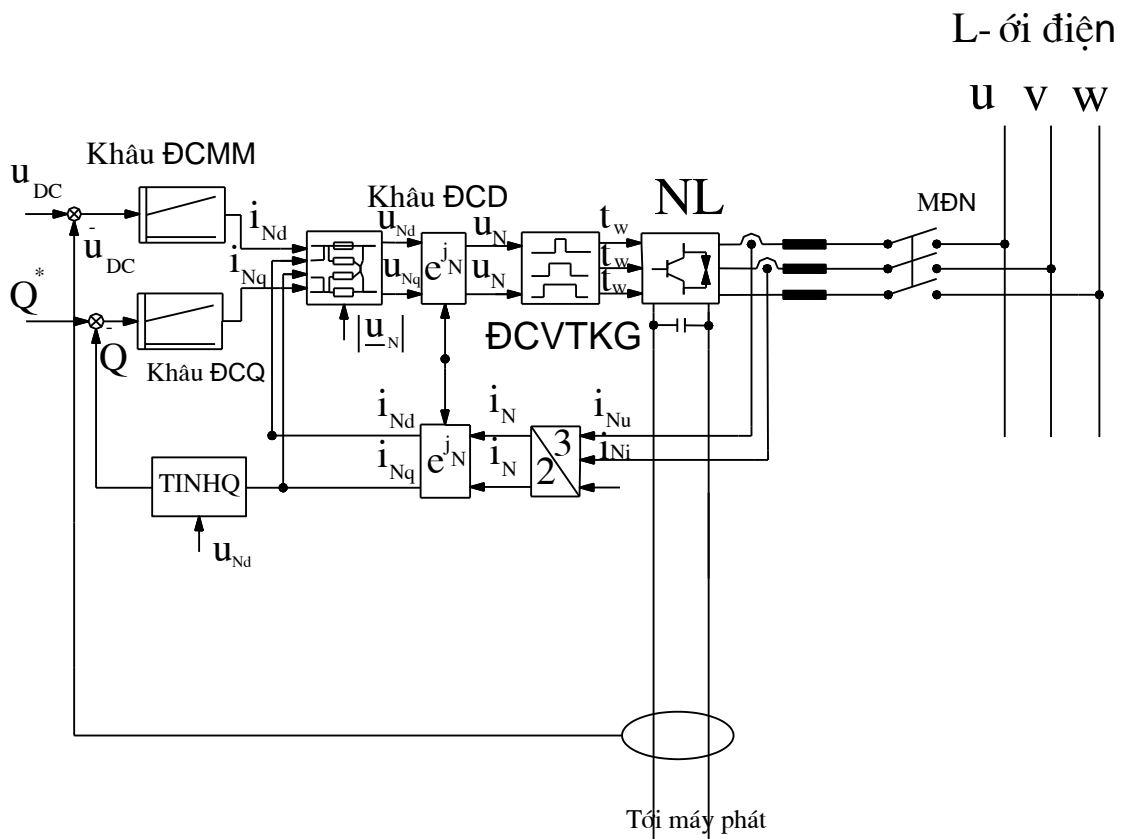 L- ới điện
u v w
Khâu ĐCMM
u DC
Khâu ĐCD
NL
MĐN
i Nd
u Nd
u N
t w
-
u DC
i Nq
e j N
t w
Q *
u Nq
u N
t w
-
Q
Khâu ĐCQ
|u N|
ĐCVTKG
i Nd
i N
i Nu
i Nq
e j N
i N
3
2
i Ni
TINHQ
u Nd
Tới máy phát